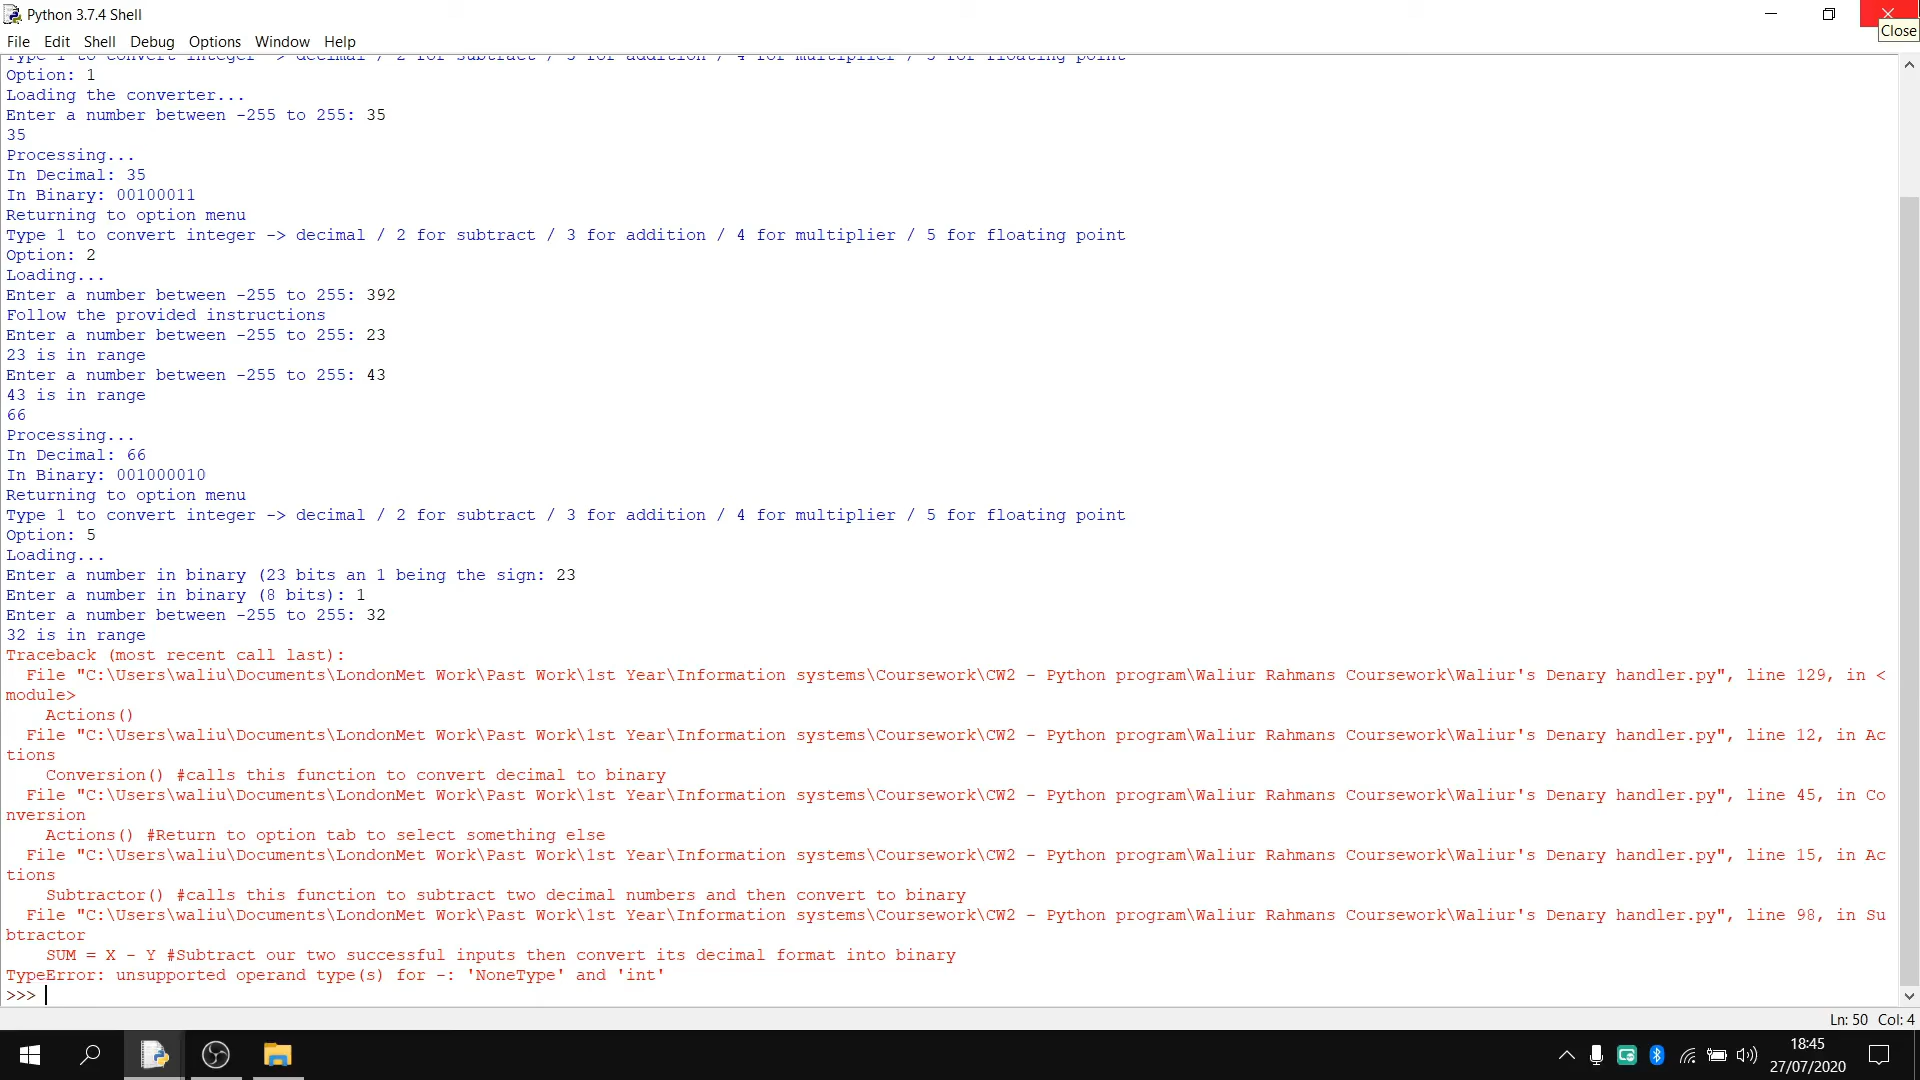 Python 3.7.4 Shell
Close
File Edit Shell Debug Options Window Help
Type 1 to convert integer -> decimal / 2 for subtract / 3 for addition / 4 for multiplier / 5 for floating point
Option: 1
Loading the converter...
Enter a number between -255 to 255: 35
35
Processing...
In Decimal: 35
In Binary: 00100011
Returning to option menu
Type 1 to convert integer -> decimal / 2 for subtract / 3 for addition / 4 for multiplier / 5 for floating point
Option: 2
Loading...
Enter a number between -255 to 255: 392
Follow the provided instructions
Enter a number between -255 to 255: 23
23 is in range
Enter a number between -255 to 255: 43
43 is in range
66
Processing...
In Decimal: 66
In Binary: 001000010
Returning to option menu
Type 1 to convert integer -> decimal / 2 for subtract / 3 for addition / 4 for multiplier / 5 for floating point
Option: 5
Loading...
Enter a number in binary (23 bits an 1 being the sign: 23
Enter a number in binary (8 bits): 1
Enter a number between -255 to 255: 32
32 is in range
Traceback (most recent call last):
File "C:\Users\waliu\Documents\LondonMet Work\Past Work\1st Year\Information systems\Coursework\CW2 - Python program\Waliur Rahmans Coursework\Waliur's Denary handler.py", line 129, in <
module>
Actions()
File "C:\Users\waliu\Documents\LondonMet Work\Past Work\1st Year\Information systems\Coursework\CW2 - Python program\Waliur Rahmans Coursework\Waliur's Denary handler.py", line 12, in Ac
tions
Conversion() #calls this function to convert decimal to binary
File "C:\Users\waliu\Documents\LondonMet Work\Past Work\1st Year\Information systems\Coursework\CW2 - Python program\Waliur Rahmans Coursework\Waliur's Denary handler.py", line 45, in Co
nversion
Actions() #Return to option tab to select something else
File "C:\Users\waliu\Documents\LondonMet Work\Past Work\1st Year\Information systems\Coursework\CW2 - Python program\Waliur Rahmans Coursework\Waliur's Denary handler.py", line 15, in Ac
tions
Subtractor() #calls this function to subtract two decimal numbers and then convert to binary
File "C:\Users\waliu\Documents\LondonMet Work\Past Work\1st Year\Information systems\Coursework\CW2 - Python program\Waliur Rahmans Coursework\Waliur's Denary handler.py", line 98, in Su
btractor
SUM = X - Y #Subtract our two successful inputs then convert its decimal format into binary
TypeError: unsupported operand type(s) for -: 'NoneType' and 'int'
>>>
Ln: 50 Col: 4
18:45
27/07/2020